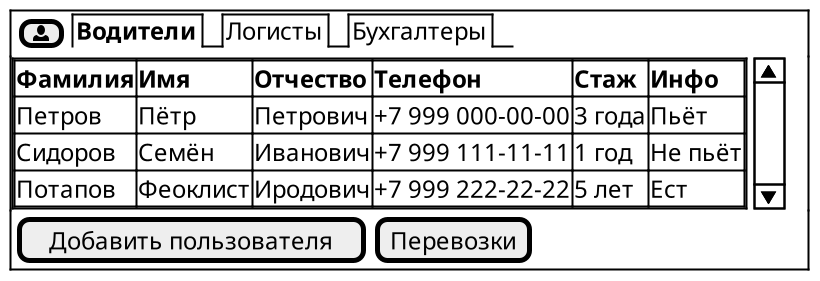 Водители Логисты Бухгалтеры
Фамилия Имя Отчество Телефон Стаж Инфо
Петров Пётр Петрович +7 999 000-00-00 3 года Пьёт
Сидоров Семён Иванович +7 999 111-11-11 1 год Не пьёт
Потапов Феоклист Иродович +7 999 222-22-22 5 лет Ест
Добавить пользователя Перевозки